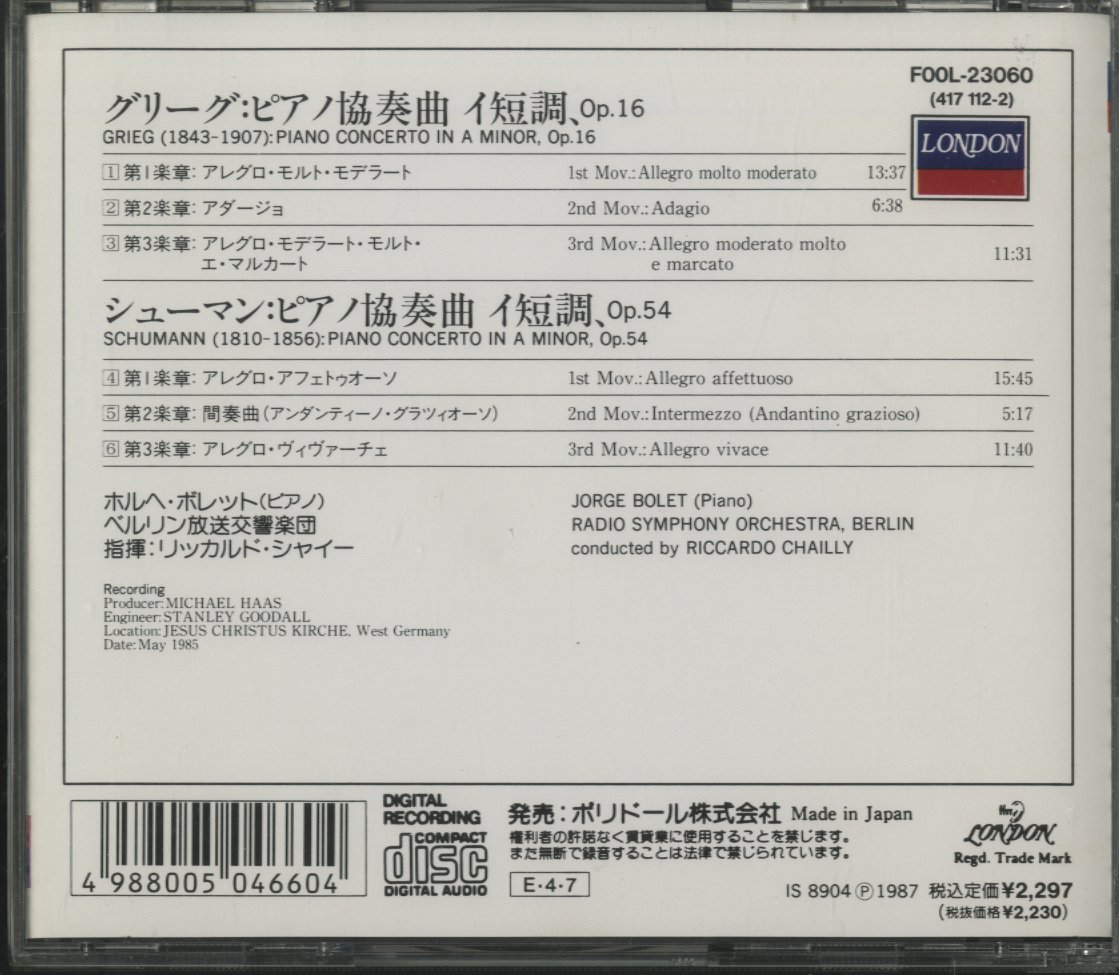 FOOL-23060
(417 112-2)
LONDON
グリーグ:ピアノ協奏曲 イ短調、Op.16
GRIEG (1843-1907): PIANO CONCERTO IN A MINOR, Op.16
1 第1楽章: アレグロ・モルト・モデラート 1st Mov.: Allegro molto moderato 13:37
2 第2楽章: アダージョ 2nd Mov.: Adagio 6:38
3 第3楽章: アレグロ・モデラート・モルト・ 3rd Mov.: Allegro moderato molto 11:31
エ・マルカート e marcato
シューマン:ピアノ協奏曲 イ短調、Op.54
SCHUMANN (1810-1856): PIANO CONCERTO IN A MINOR, Op.54
4 第1楽章: アレグロ・アフェトゥオーソ 1st Mov.: Allegro affettuoso 15:45
5 第2楽章: 間奏曲(アンダンティーノ・グラツィオーソ) 2nd Mov.: Intermezzo (Andantino grazioso) 5:17
6 第3楽章: アレグロ・ヴィヴァーチェ 3rd Mov.: Allegro vivace 11:40
ホルヘ・ボレット(ピアノ) JORGE BOLET (Piano)
ベルリン放送交響楽団 RADIO SYMPHONY ORCHESTRA, BERLIN
指揮:リッカルド・シャイー conducted by RICCARDO CHAILLY
Recording
Producer: MICHAEL HAAS
Engineer: STANLEY GOODALL
Location: JESUS CHRISTUS KIRCHE. West Germany
Date: May 1985
4 988005 046604
DIGITAL
RECORDING
COMPACT
disc
DIGITAL AUDIO
発売:ポリドール株式会社 Made in Japan
権利者の許諾なく賃貸業に使用することを禁じます。
また無断で録音することは法律で禁じられています。
E・4・7
LONDON
Regd. Trade Mark
IS 8904 Ⓟ 1987 税込定価¥2,297
(税抜価格¥2,230)